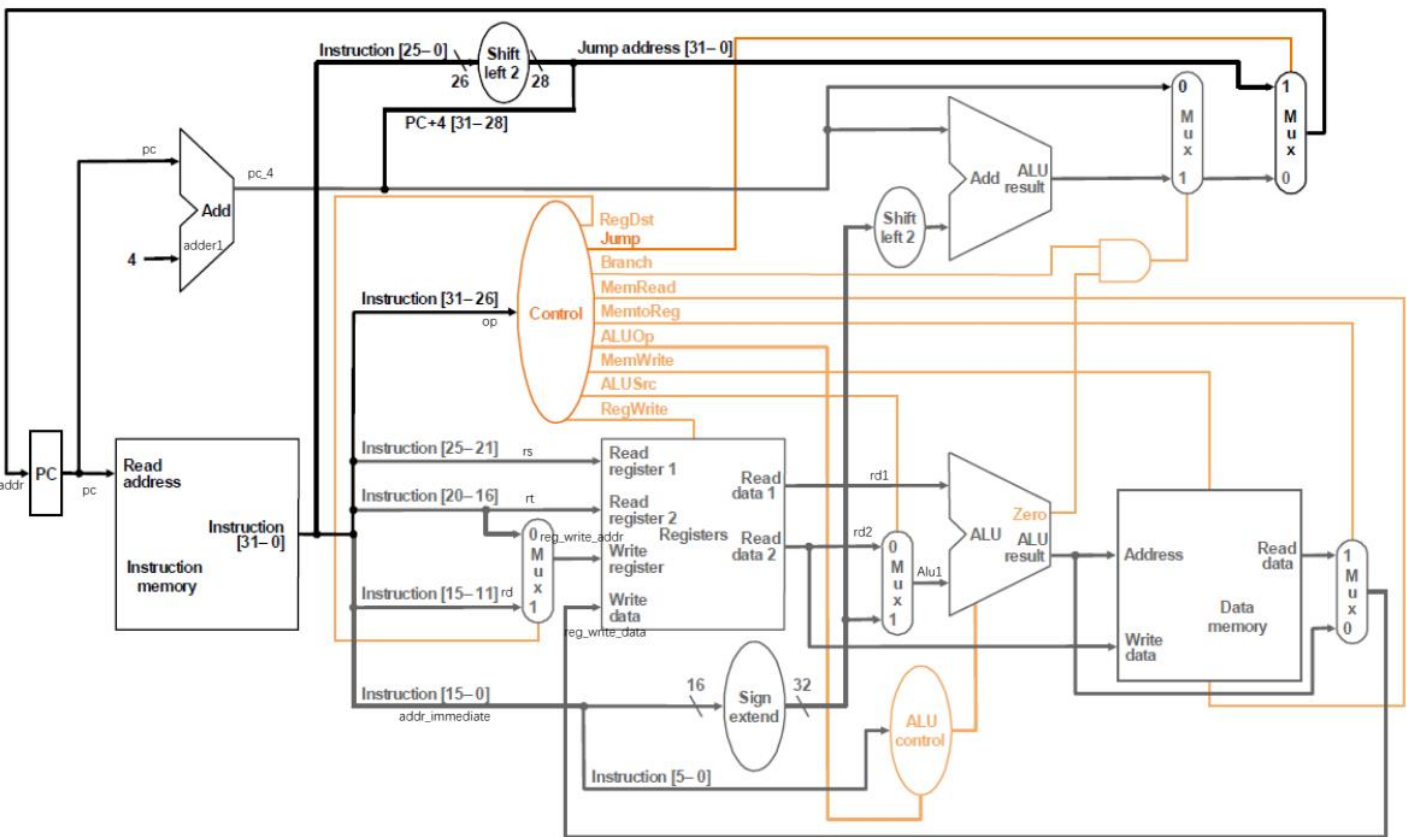 Instruction [25–0]
26
Shift
left 2
28
Jump address [31–0]
PC+4 [31–28]
0
M
u
x
1
1
M
u
x
0
pc
Add
pc_4
4
adder1
Add
ALU
result
Shift
left 2
RegDst
Jump
Branch
MemRead
MemtoReg
ALUOp
MemWrite
ALUSrc
RegWrite
Instruction [31–26]
op
Control
addr
PC
pc
Read
address
Instruction
[31–0]
Instruction
memory
Instruction [25–21]
rs
Instruction [20–16]
rt
0
M
u
x
1
reg_write_addr
Instruction [15–11]
rd
Read
register 1
Read
register 2
Write
register
Write
data
reg_write_data
Registers
Read
data 1
Read
data 2
rd1
rd2
0
M
u
x
1
Alu1
Zero
ALU
ALU
result
Address
Read
data
Data
memory
Write
data
1
M
u
x
0
Instruction [15–0]
addr_immediate
16
Sign
extend
32
ALU
control
Instruction [5–0]